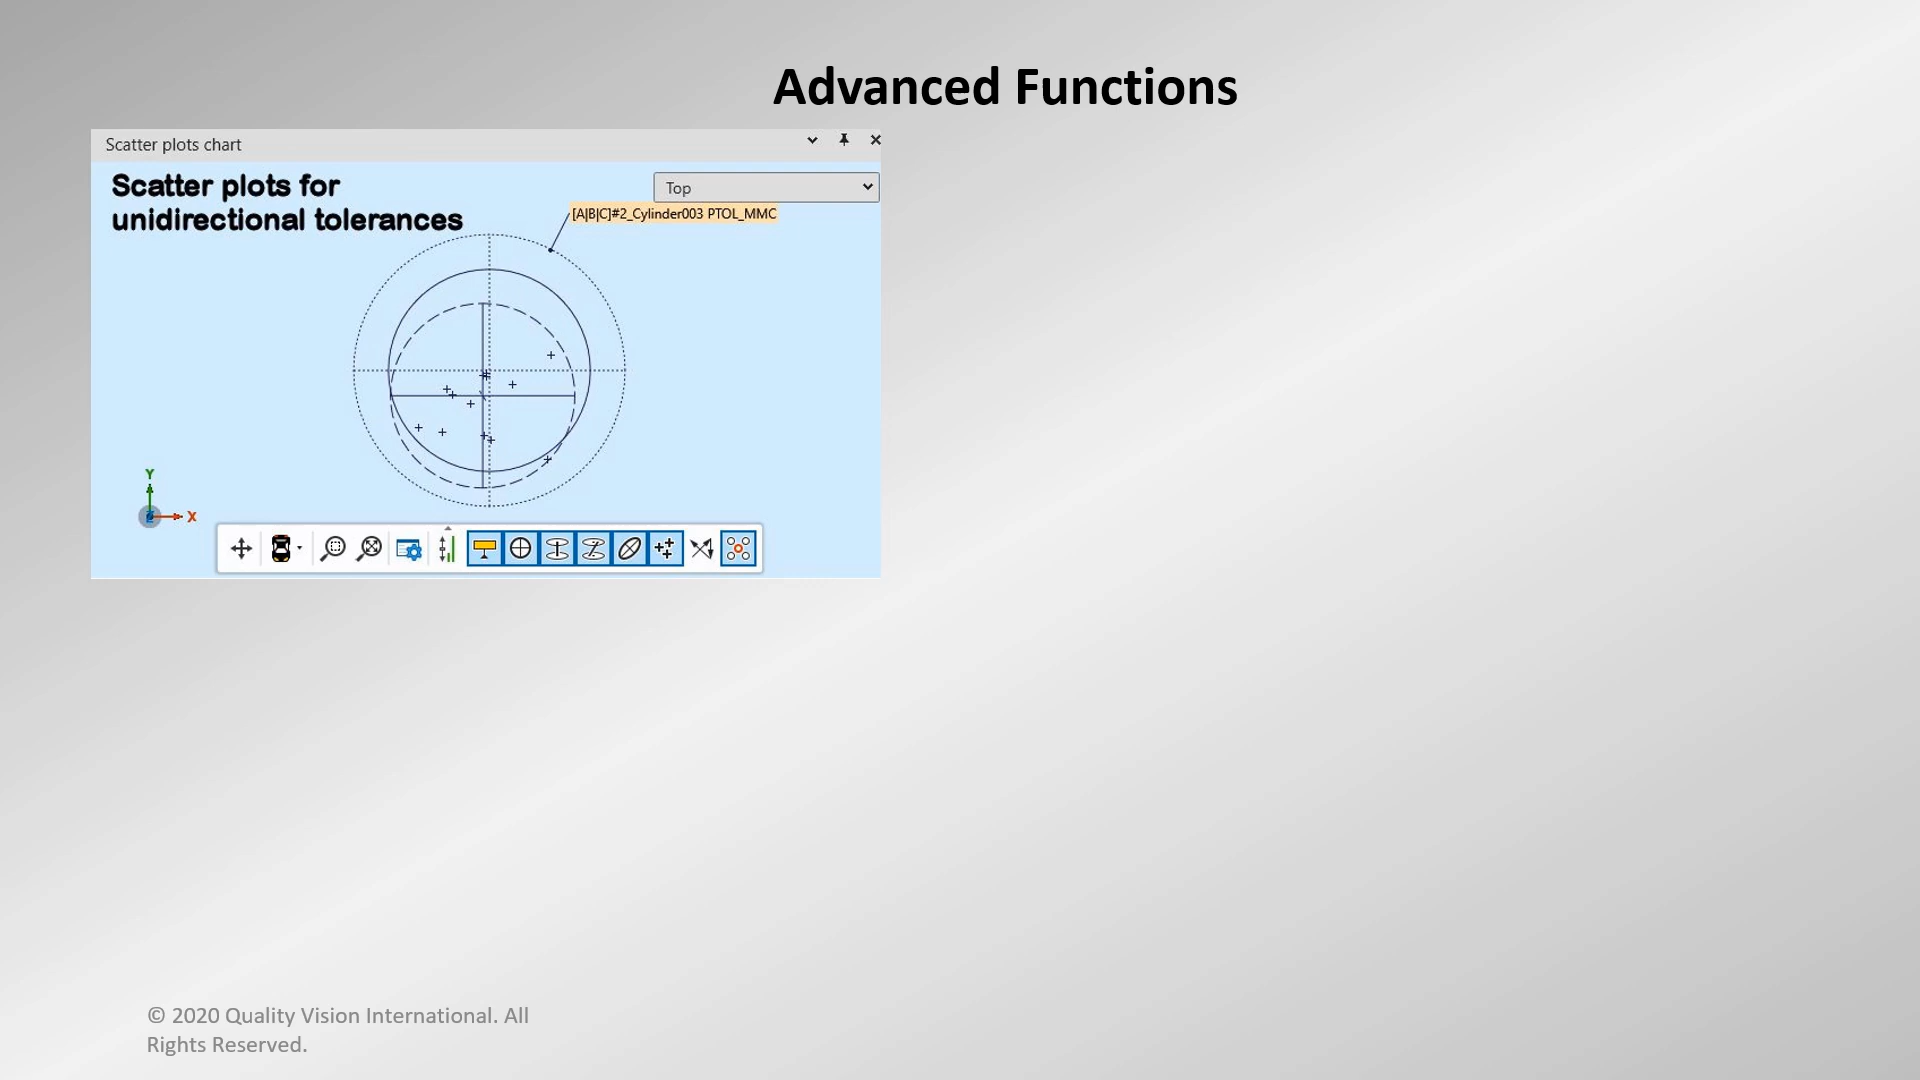 Advanced Functions
Scatter plots chart
Scatter plots for
unidirectional tolerances
Top
[A|B|C]#2_Cylinder003 PTOL_MMC
Y
Z
X
© 2020 Quality Vision International. All
Rights Reserved.